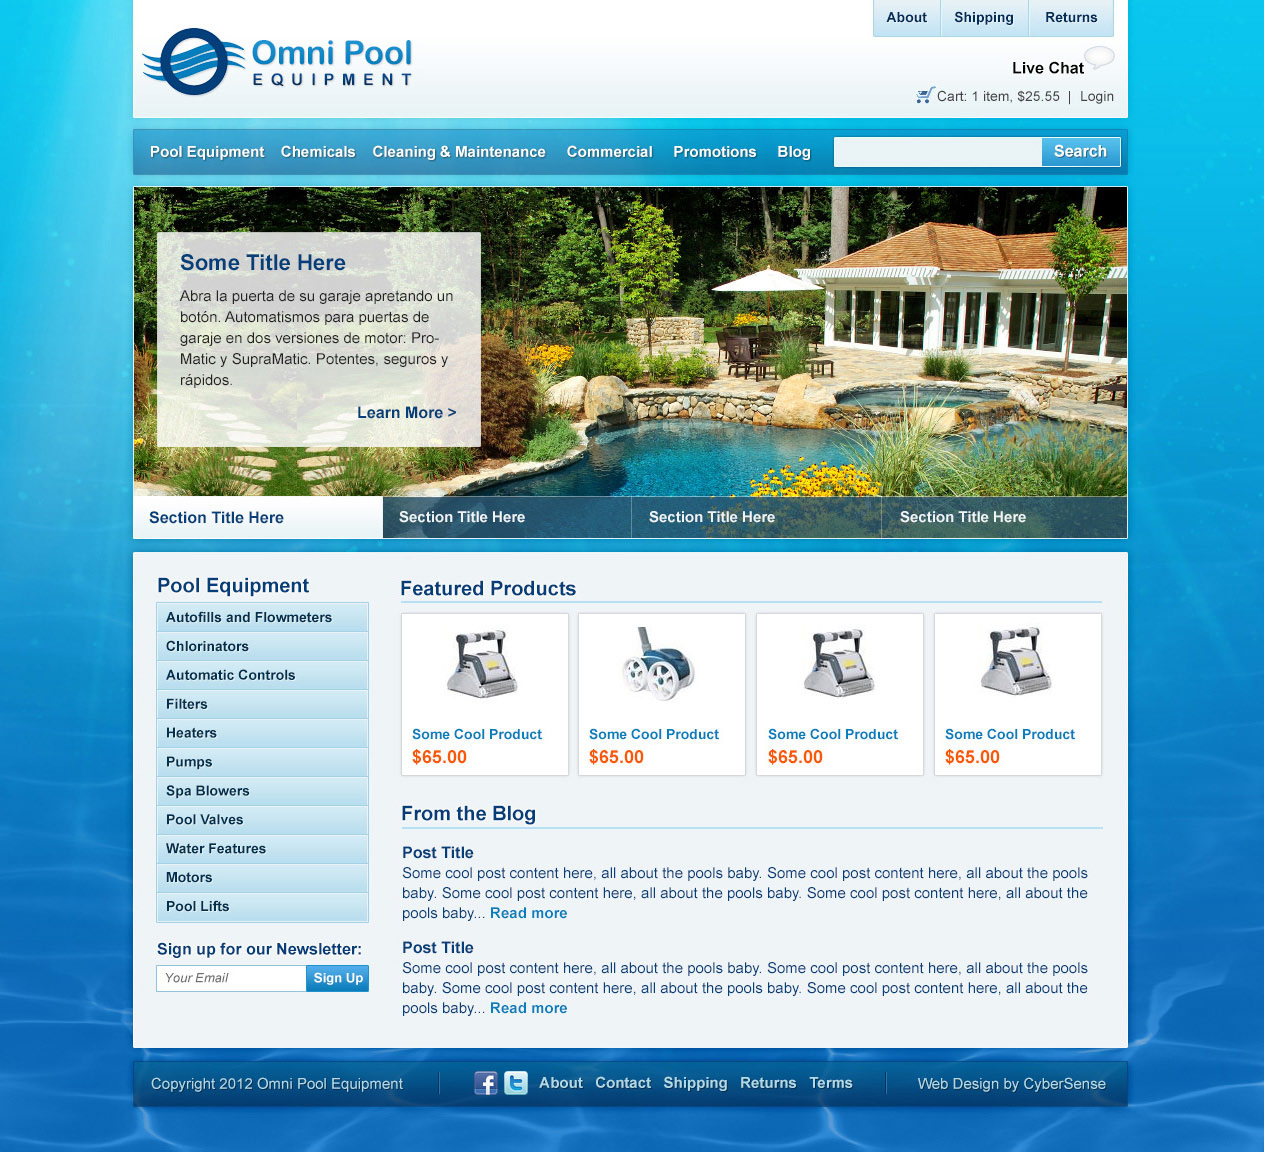 About
Shipping
Returns
Omni Pool
EQUIPMENT
Live Chat
Cart: 1 item, $25.55 | Login
Pool Equipment
Chemicals
Cleaning & Maintenance
Commercial
Promotions
Blog
Search
Some Title Here
Abra la puerta de su garaje apretando un
botón. Automatismos para puertas de
garaje en dos versiones de motor: Pro-
Matic y SupraMatic. Potentes, seguros y
rápidos.
Learn More >
Section Title Here
Section Title Here
Section Title Here
Section Title Here
Pool Equipment
Autofills and Flowmeters
Chlorinators
Automatic Controls
Filters
Heaters
Pumps
Spa Blowers
Pool Valves
Water Features
Motors
Pool Lifts
Sign up for our Newsletter:
Your Email
Sign Up
Featured Products
Some Cool Product
$65.00
Some Cool Product
$65.00
Some Cool Product
$65.00
Some Cool Product
$65.00
From the Blog
Post Title
Some cool post content here, all about the pools baby. Some cool post content here, all about the pools
baby. Some cool post content here, all about the pools baby. Some cool post content here, all about the
pools baby... Read more
Post Title
Some cool post content here, all about the pools baby. Some cool post content here, all about the pools
baby. Some cool post content here, all about the pools baby. Some cool post content here, all about the
pools baby... Read more
Copyright 2012 Omni Pool Equipment
About
Contact
Shipping
Returns
Terms
Web Design by CyberSense